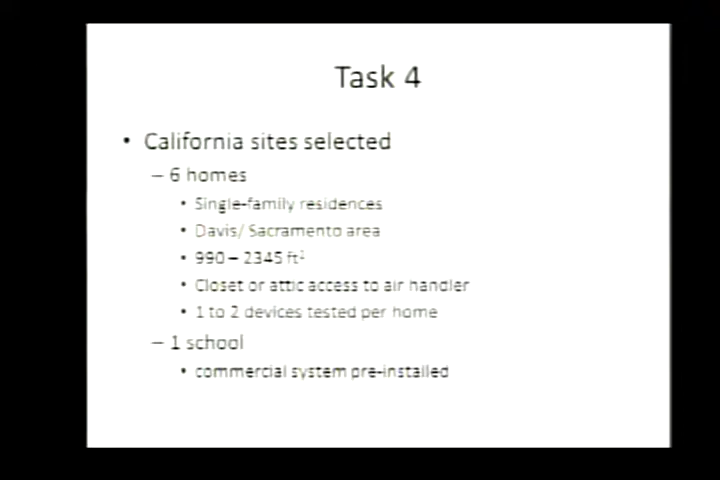 Task 4
• California sites selected
– 6 homes
• Single-family residences
• Davis/ Sacramento area
• 990 – 2345 ft²
• Closet or attic access to air handler
• 1 to 2 devices tested per home
– 1 school
• commercial system pre-installed